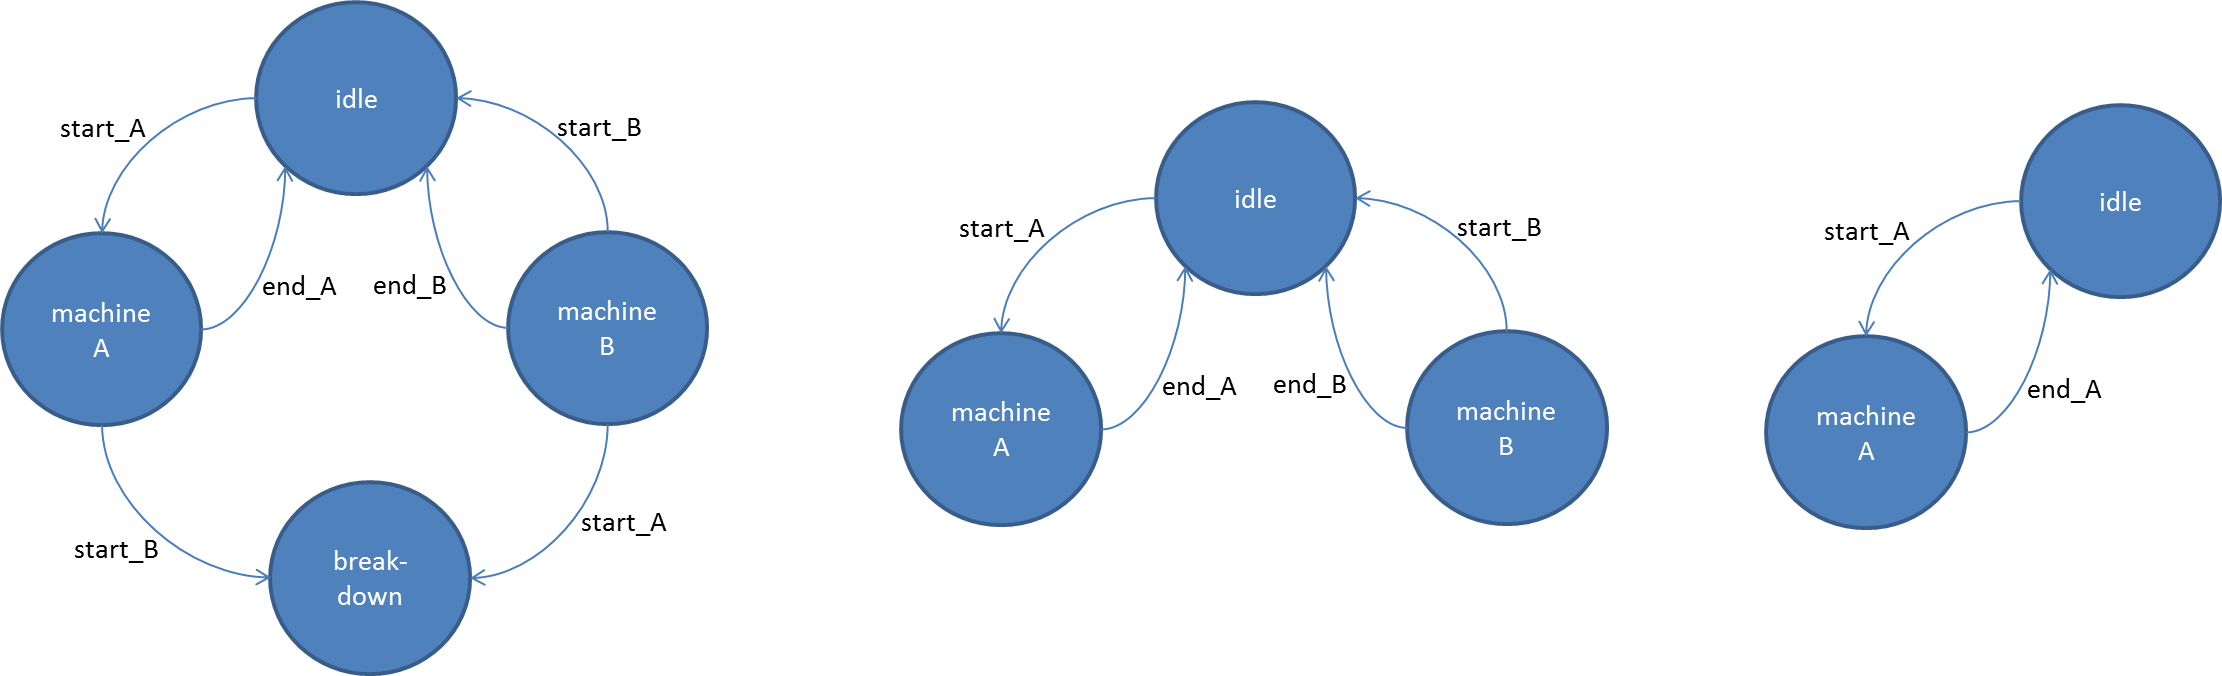 idle
start_A
start_B
end_A
end_B
machine
A
machine
B
start_B
start_A
break-
down
idle
start_A
start_B
end_A
end_B
machine
A
machine
B
idle
start_A
end_A
machine
A